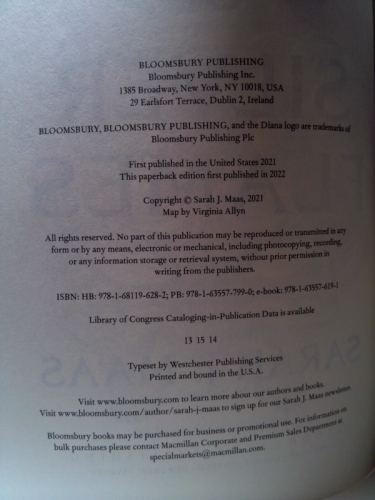 BLOOMSBURY PUBLISHING
Bloomsbury Publishing Inc.
1385 Broadway, New York, NY 10018, USA
29 Earlsfort Terrace, Dublin 2, Ireland
BLOOMSBURY, BLOOMSBURY PUBLISHING, and the Diana logo are trademarks of
Bloomsbury Publishing Plc
First published in the United States 2021
This paperback edition first published in 2022
Copyright © Sarah J. Maas, 2021
Map by Virginia Allyn
All rights reserved. No part of this publication may be reproduced or transmitted in any
form or by any means, electronic or mechanical, including photocopying, recording,
or any information storage or retrieval system, without prior permission in
writing from the publishers.
ISBN: HB: 978-1-68119-628-2; PB: 978-1-63557-799-0; e-book: 978-1-63557-619-1
Library of Congress Cataloging-in-Publication Data is available
13 15 14
Typeset by Westchester Publishing Services
Printed and bound in the U.S.A.
Visit www.bloomsbury.com to learn more about our authors and books.
Visit www.bloomsbury.com/author/sarah-j-maas to sign up for our Sarah J. Maas newsletter.
Bloomsbury books may be purchased for business or promotional use. For information on
bulk purchases please contact Macmillan Corporate and Premium Sales Department at
specialmarkets@macmillan.com.